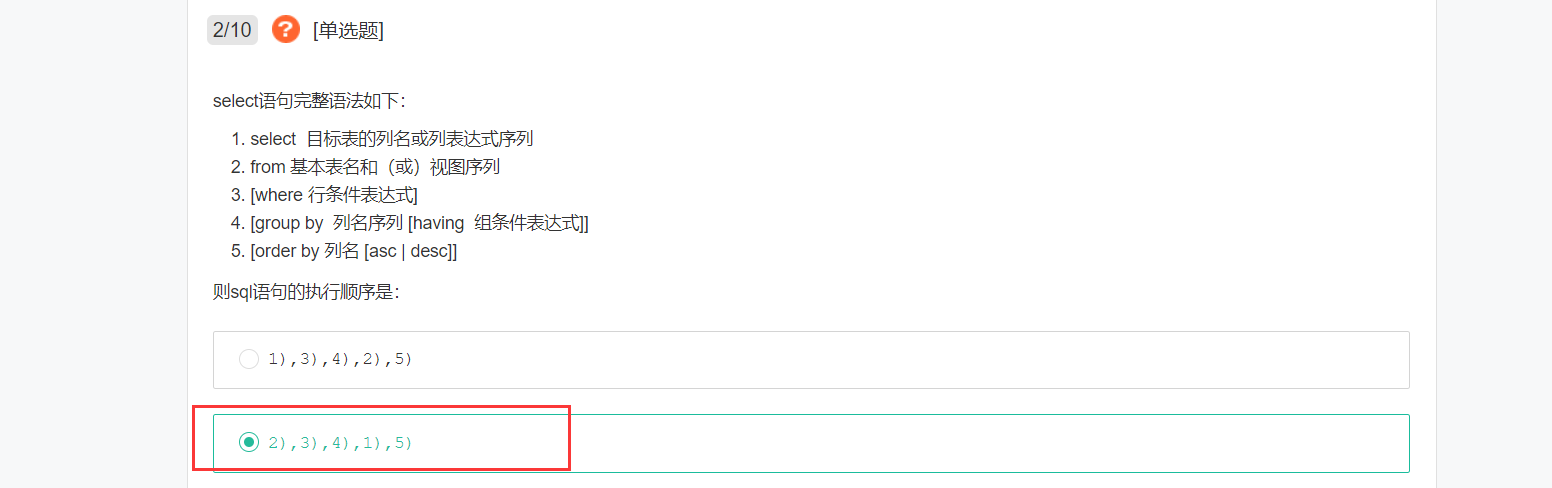 2/10 ? [单选题]
select语句完整语法如下：
1. select 目标表的列名或列表达式序列
2. from 基本表名和（或）视图序列
3. [where 行条件表达式]
4. [group by 列名序列 [having 组条件表达式]]
5. [order by 列名 [asc | desc]]
则sql语句的执行顺序是：
1),3),4),2),5)
2),3),4),1),5)